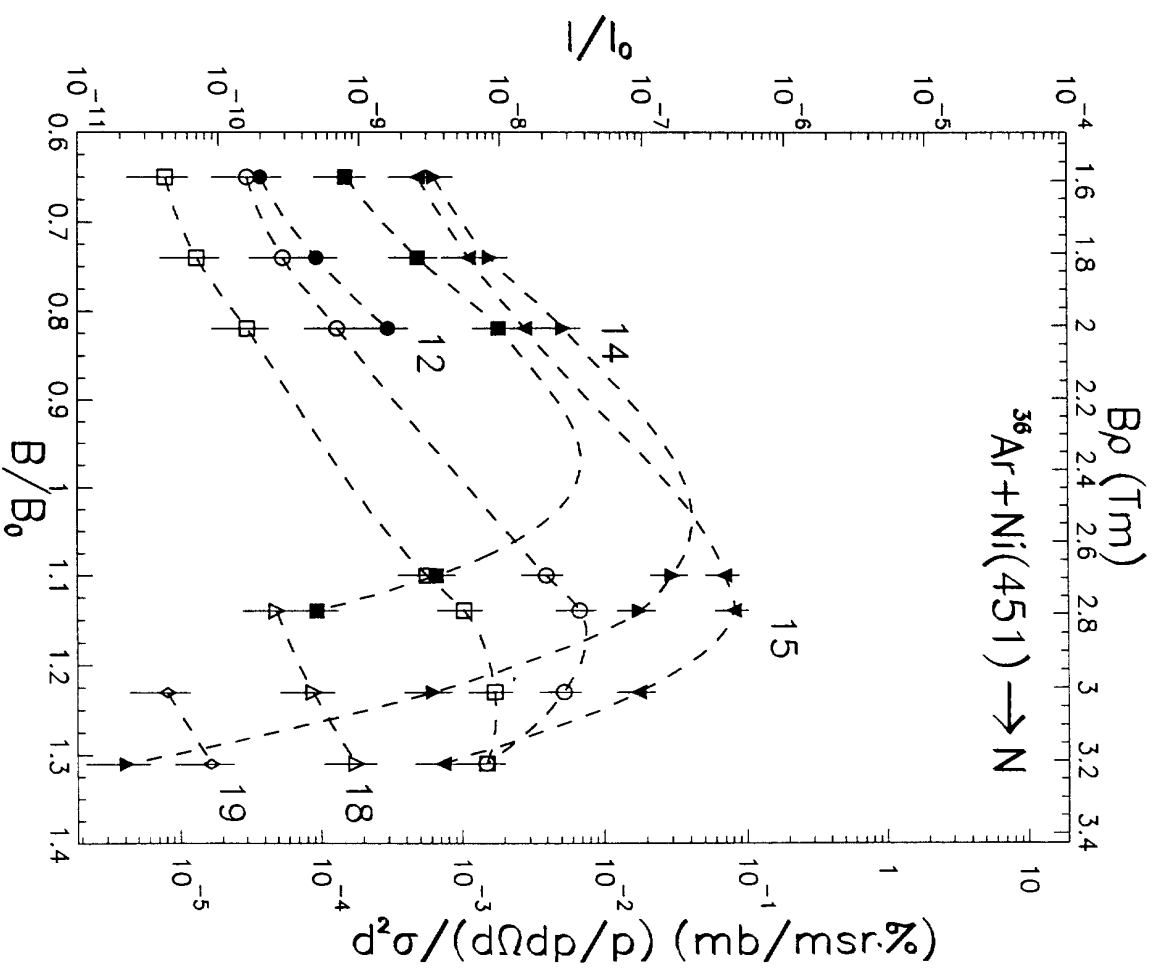 Bρ (Tm)
1.6 1.8 2 2.2 2.4 2.6 2.8 3 3.2 3.4
³⁶Ar+Ni(451) → N
I/I₀
10⁻⁴
10⁻⁵
10⁻⁶
10⁻⁷
10⁻⁸
10⁻⁹
10⁻¹⁰
10⁻¹¹
14
15
12
18
19
10
1
10⁻¹
10⁻²
10⁻³
10⁻⁴
10⁻⁵
d²σ/(dΩdp/p) (mb/msr·%)
0.6 0.7 0.8 0.9 1 1.1 1.2 1.3 1.4
B/B₀